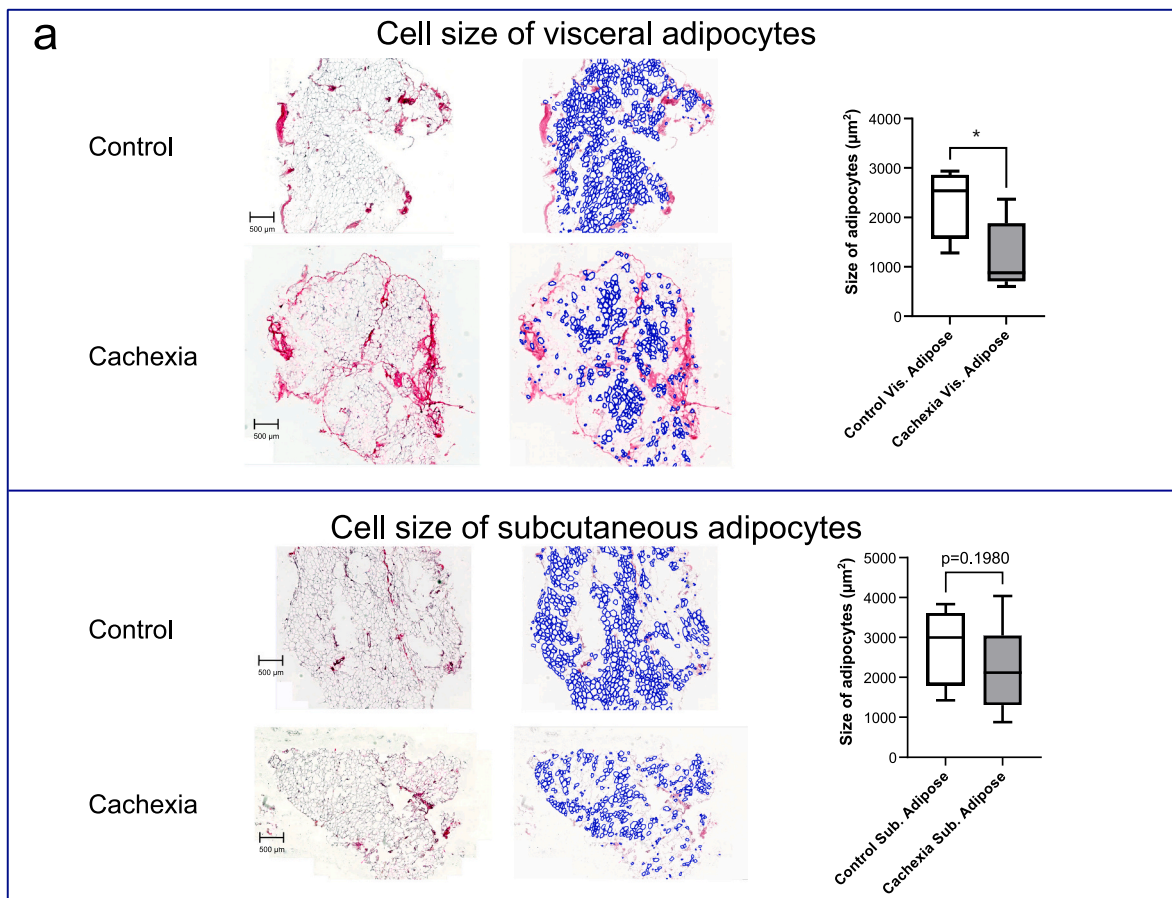 a
Cell size of visceral adipocytes
Control
500 µm
Cachexia
500 µm
Size of adipocytes (µm²)
4000
3000
2000
1000
0
*
Control Vis. Adipose
Cachexia Vis. Adipose
Cell size of subcutaneous adipocytes
Control
500 µm
Cachexia
500 µm
Size of adipocytes (µm²)
5000
4000
3000
2000
1000
0
p=0.1980
Control Sub. Adipose
Cachexia Sub. Adipose